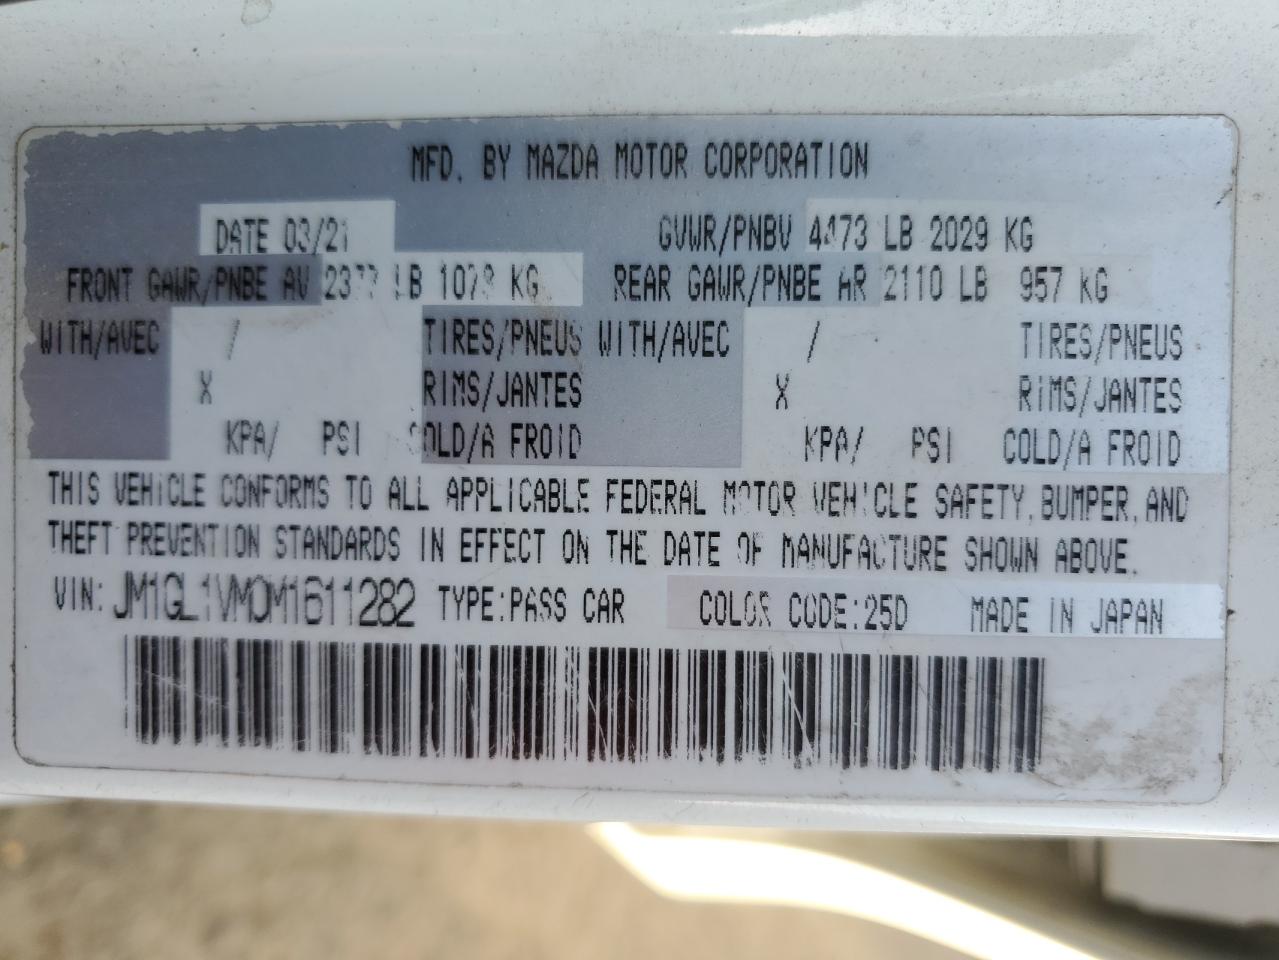 MFD. BY MAZDA MOTOR CORPORATION
DATE 03/21 GVWR/PNBV 4473 LB 2029 KG
FRONT GAWR/PNBE AV 2377 LB 1078 KG REAR GAWR/PNBE AR 2110 LB 957 KG
WITH/AVEC / TIRES/PNEUS WITH/AVEC / TIRES/PNEUS
X RIMS/JANTES X RIMS/JANTES
KPA/ PSI COLD/A FROID KPA/ PSI COLD/A FROID
THIS VEHICLE CONFORMS TO ALL APPLICABLE FEDERAL MOTOR VEHICLE SAFETY, BUMPER, AND
THEFT PREVENTION STANDARDS IN EFFECT ON THE DATE OF MANUFACTURE SHOWN ABOVE.
VIN: JM1GL1VM0M1611282 TYPE:PASS CAR COLOR CODE:25D MADE IN JAPAN